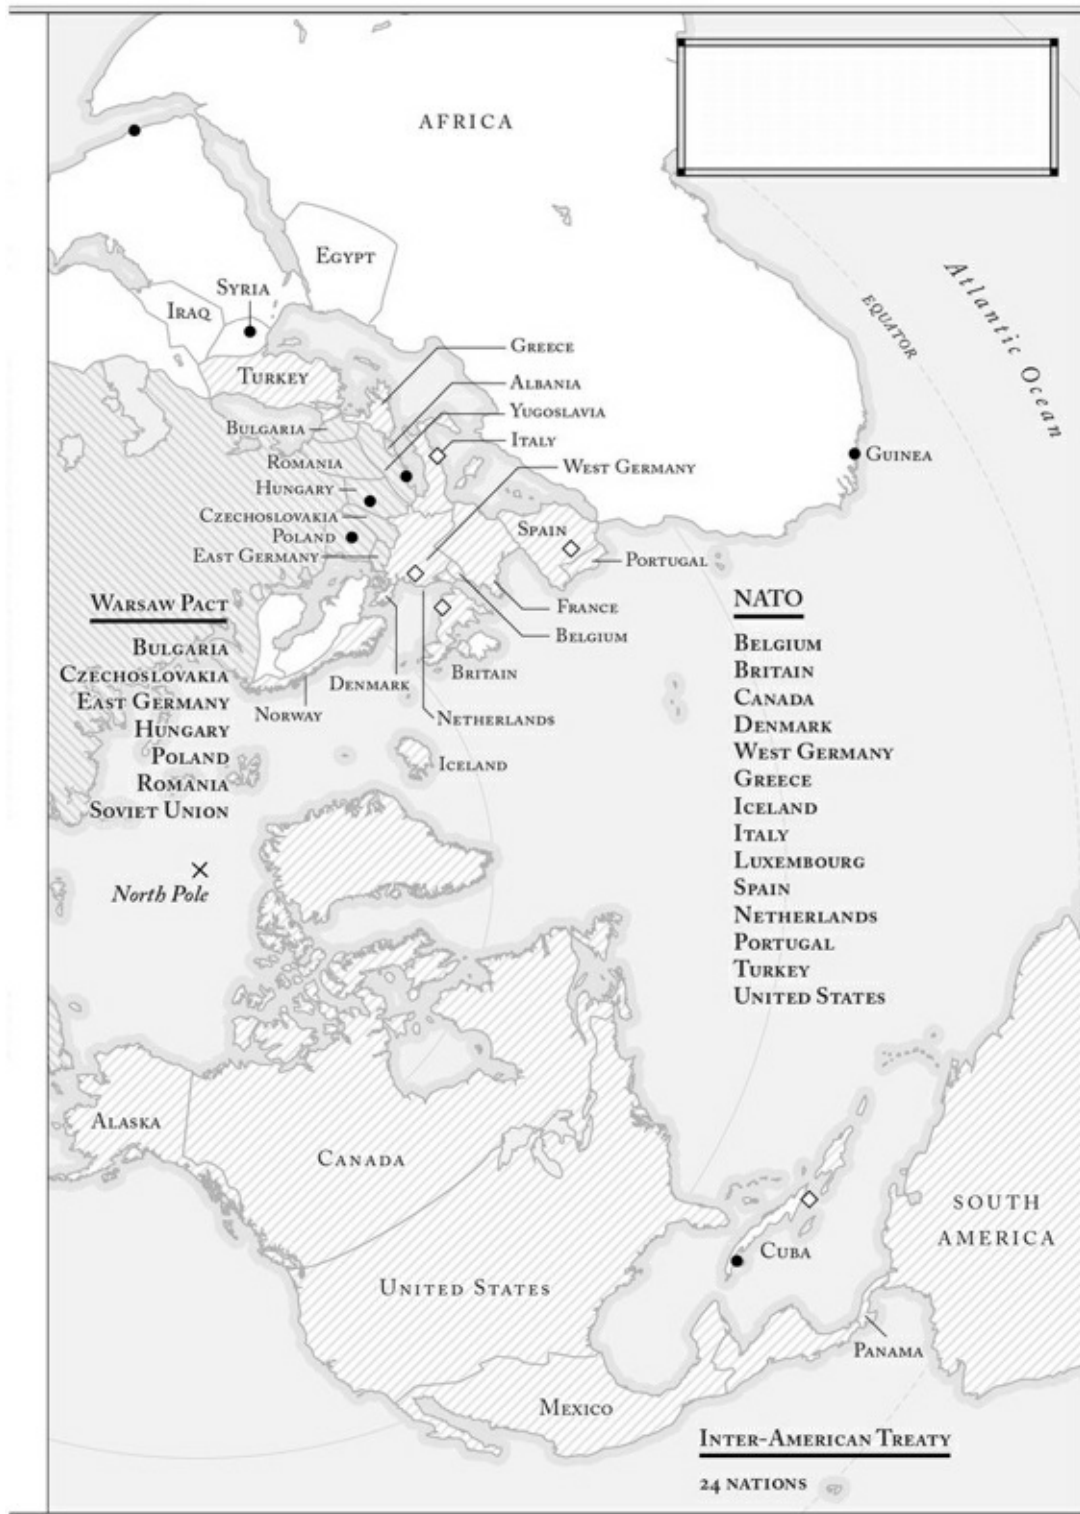 AFRICA
EGYPT
SYRIA
IRAQ
TURKEY
GREECE
ALBANIA
YUGOSLAVIA
ITALY
WEST GERMANY
BULGARIA
ROMANIA
HUNGARY
CZECHOSLOVAKIA
POLAND
EAST GERMANY
SPAIN
PORTUGAL
FRANCE
BELGIUM
BRITAIN
DENMARK
NETHERLANDS
NORWAY
ICELAND
EQUATOR
Atlantic Ocean
GUINEA
WARSAW PACT
BULGARIA
CZECHOSLOVAKIA
EAST GERMANY
HUNGARY
POLAND
ROMANIA
SOVIET UNION
North Pole
NATO
BELGIUM
BRITAIN
CANADA
DENMARK
WEST GERMANY
GREECE
ICELAND
ITALY
LUXEMBOURG
SPAIN
NETHERLANDS
PORTUGAL
TURKEY
UNITED STATES
ALASKA
CANADA
UNITED STATES
MEXICO
CUBA
PANAMA
SOUTH
AMERICA
INTER-AMERICAN TREATY
24 NATIONS